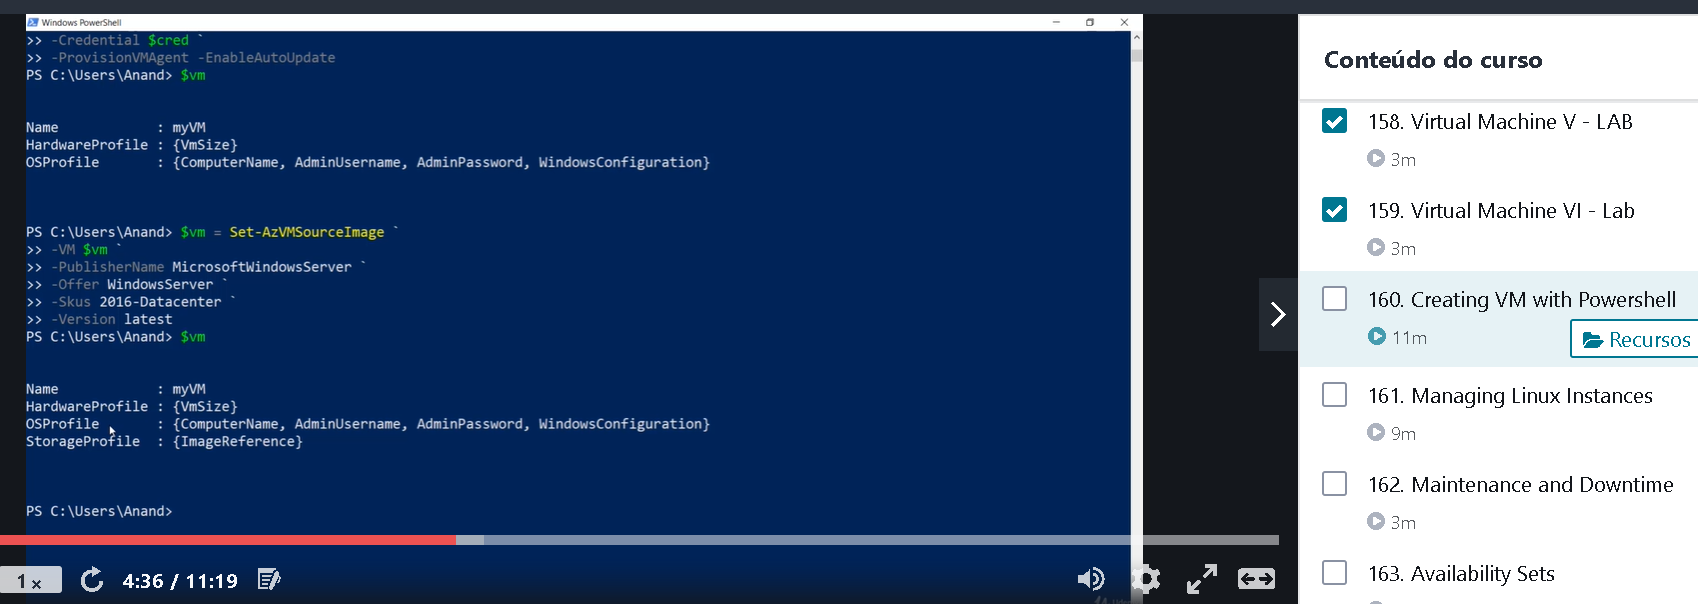 Windows PowerShell
>> -Credential $cred `
>> -ProvisionVMAgent -EnableAutoUpdate
PS C:\Users\Anand> $vm
Name : myVM
HardwareProfile : {VmSize}
OSProfile : {ComputerName, AdminUsername, AdminPassword, WindowsConfiguration}
PS C:\Users\Anand> $vm = Set-AzVMSourceImage `
>> -VM $vm `
>> -PublisherName MicrosoftWindowsServer `
>> -Offer WindowsServer `
>> -Skus 2016-Datacenter `
>> -Version latest
PS C:\Users\Anand> $vm
Name : myVM
HardwareProfile : {VmSize}
OSProfile : {ComputerName, AdminUsername, AdminPassword, WindowsConfiguration}
StorageProfile : {ImageReference}
PS C:\Users\Anand>
1 x
4:36 / 11:19
Conteúdo do curso
158. Virtual Machine V - LAB
3m
159. Virtual Machine VI - Lab
3m
160. Creating VM with Powershell
11m
Recursos
161. Managing Linux Instances
9m
162. Maintenance and Downtime
3m
163. Availability Sets